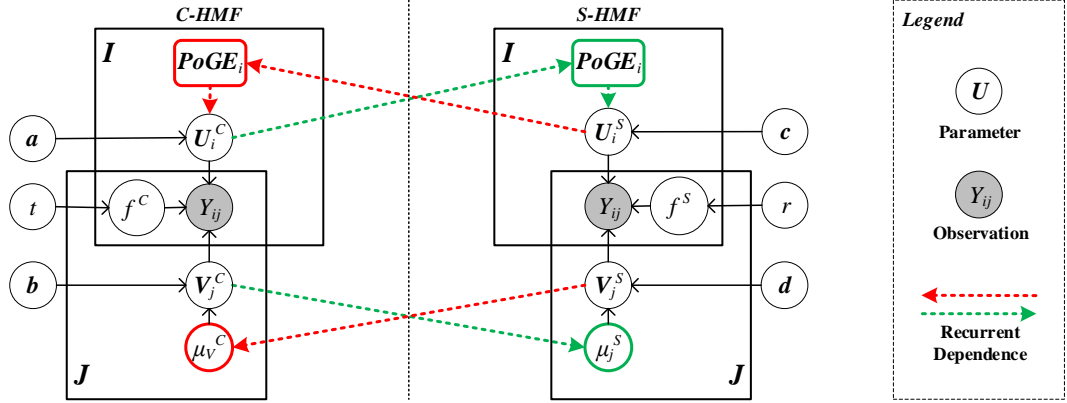 C-HMF
S-HMF
Legend
I
PoGE_i
I
PoGE_i
U
a
U_i^C
U_i^S
c
Parameter
t
f^C
Y_ij
Y_ij
f^S
r
Y_ij
Observation
b
V_j^C
V_j^S
d
μ_V^C
μ_j^S
Recurrent
Dependence
J
J